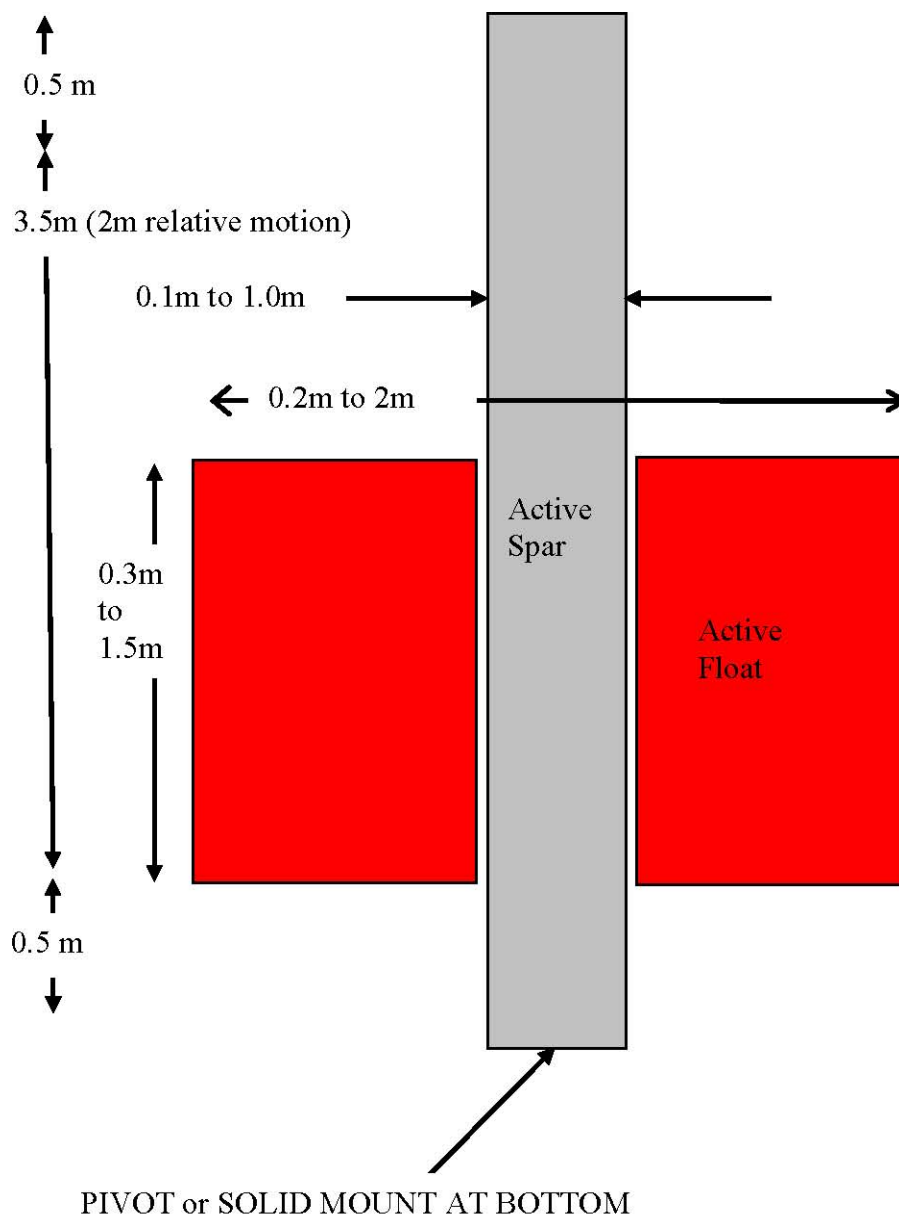 0.5 m
3.5m (2m relative motion)
0.1m to 1.0m
0.2m to 2m
Active
Spar
0.3m
to
1.5m
Active
Float
0.5 m
PIVOT or SOLID MOUNT AT BOTTOM